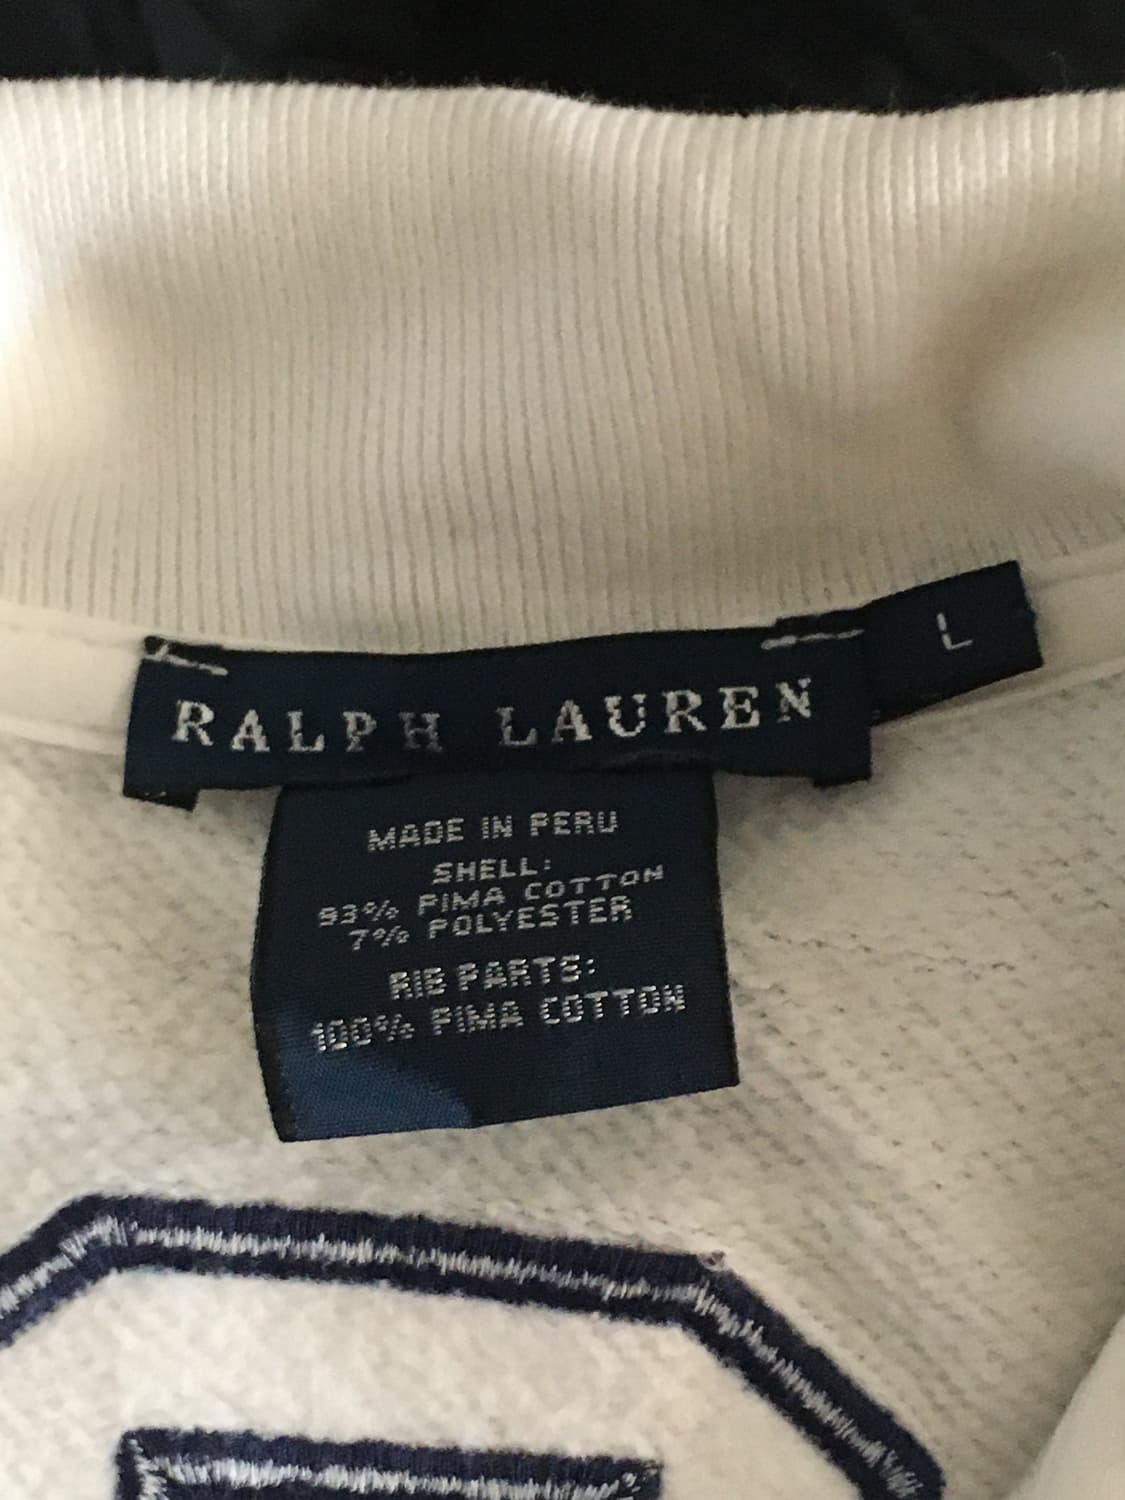 L
RALPH LAUREN
MADE IN PERU
SHELL:
93% PIMA COTTON
7% POLYESTER
RIB PARTS:
100% PIMA COTTON